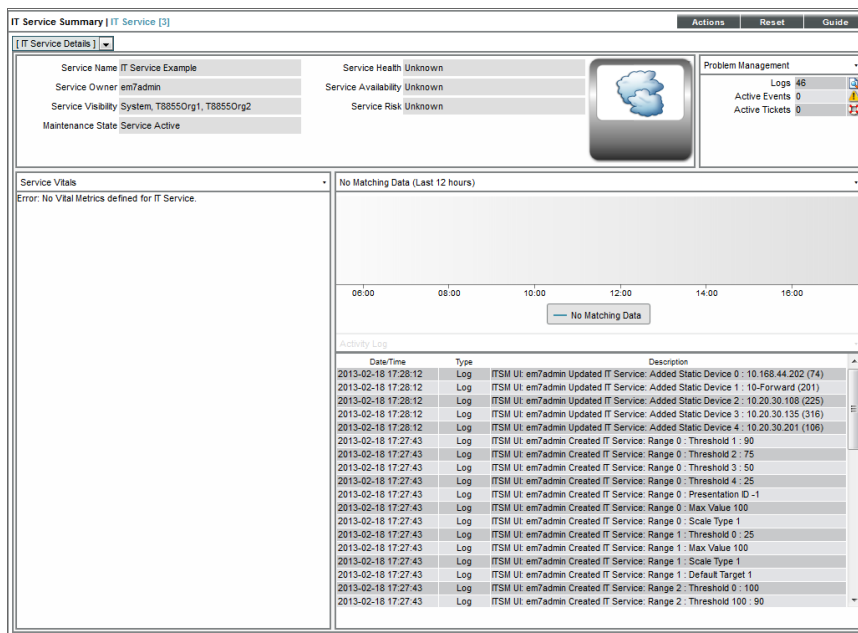 IT Service Summary | IT Service [3]
Actions Reset Guide
[ IT Service Details ]
Service Name IT Service Example
Service Owner em7admin
Service Visibility System, T8855Org1, T8855Org2
Maintenance State Service Active
Service Health Unknown
Service Availability Unknown
Service Risk Unknown
Problem Management
Logs 46
Active Events 0
Active Tickets 0
Service Vitals
Error: No Vital Metrics defined for IT Service.
No Matching Data (Last 12 hours)
06:00 08:00 10:00 12:00 14:00 16:00
No Matching Data
Activity Log
Date/Time Type Description
2013-02-18 17:28:12 Log ITSM UI: em7admin Updated IT Service: Added Static Device 0 : 10.168.44.202 (74)
2013-02-18 17:28:12 Log ITSM UI: em7admin Updated IT Service: Added Static Device 1 : 10-Forward (201)
2013-02-18 17:28:12 Log ITSM UI: em7admin Updated IT Service: Added Static Device 2 : 10.20.30.108 (225)
2013-02-18 17:28:12 Log ITSM UI: em7admin Updated IT Service: Added Static Device 3 : 10.20.30.135 (316)
2013-02-18 17:28:12 Log ITSM UI: em7admin Updated IT Service: Added Static Device 4 : 10.20.30.201 (106)
2013-02-18 17:27:43 Log ITSM UI: em7admin Created IT Service: Range 0 : Threshold 1 : 90
2013-02-18 17:27:43 Log ITSM UI: em7admin Created IT Service: Range 0 : Threshold 2 : 75
2013-02-18 17:27:43 Log ITSM UI: em7admin Created IT Service: Range 0 : Threshold 3 : 50
2013-02-18 17:27:43 Log ITSM UI: em7admin Created IT Service: Range 0 : Threshold 4 : 25
2013-02-18 17:27:43 Log ITSM UI: em7admin Created IT Service: Range 0 : Presentation ID -1
2013-02-18 17:27:43 Log ITSM UI: em7admin Created IT Service: Range 0 : Max Value 100
2013-02-18 17:27:43 Log ITSM UI: em7admin Created IT Service: Range 0 : Scale Type 1
2013-02-18 17:27:43 Log ITSM UI: em7admin Created IT Service: Range 1 : Threshold 0 : 25
2013-02-18 17:27:43 Log ITSM UI: em7admin Created IT Service: Range 1 : Max Value 100
2013-02-18 17:27:43 Log ITSM UI: em7admin Created IT Service: Range 1 : Scale Type 1
2013-02-18 17:27:43 Log ITSM UI: em7admin Created IT Service: Range 1 : Default Target 1
2013-02-18 17:27:43 Log ITSM UI: em7admin Created IT Service: Range 2 : Threshold 0 : 100
2013-02-18 17:27:43 Log ITSM UI: em7admin Created IT Service: Range 2 : Threshold 100 : 90